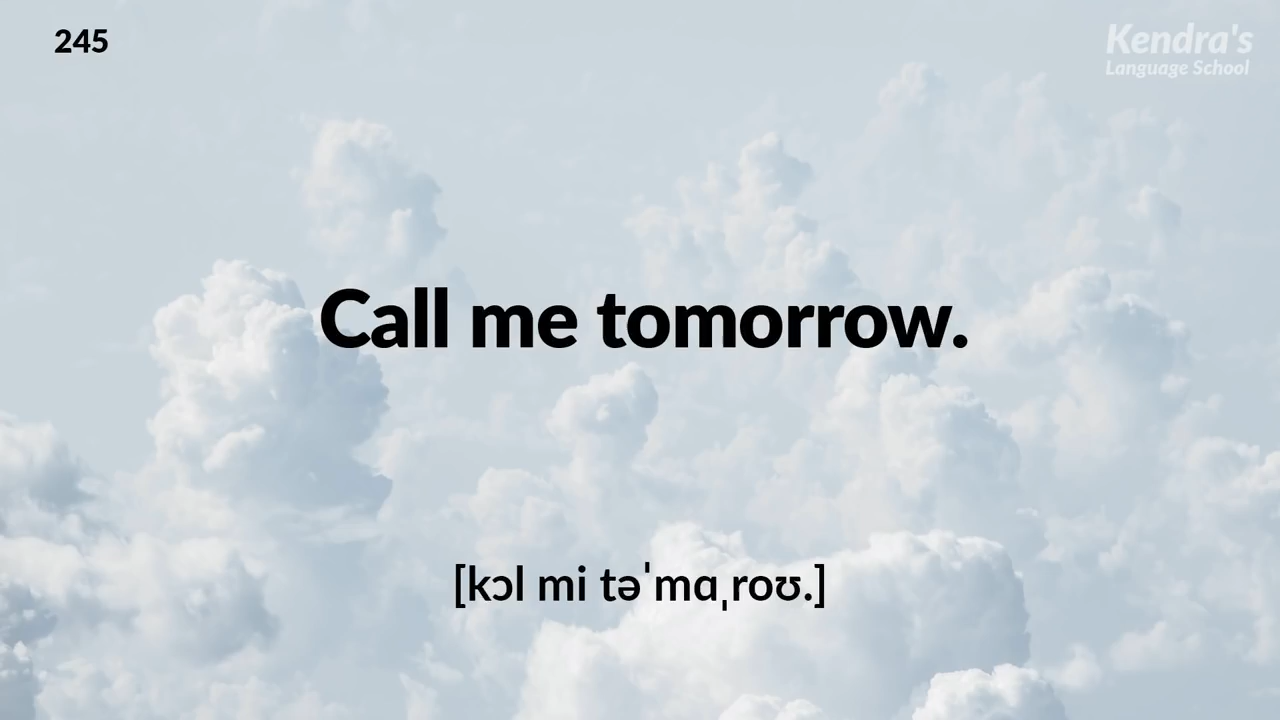 245
Kendra's
Language School
Call me tomorrow.
[kɔl mi təˈmɑˌroʊ.]